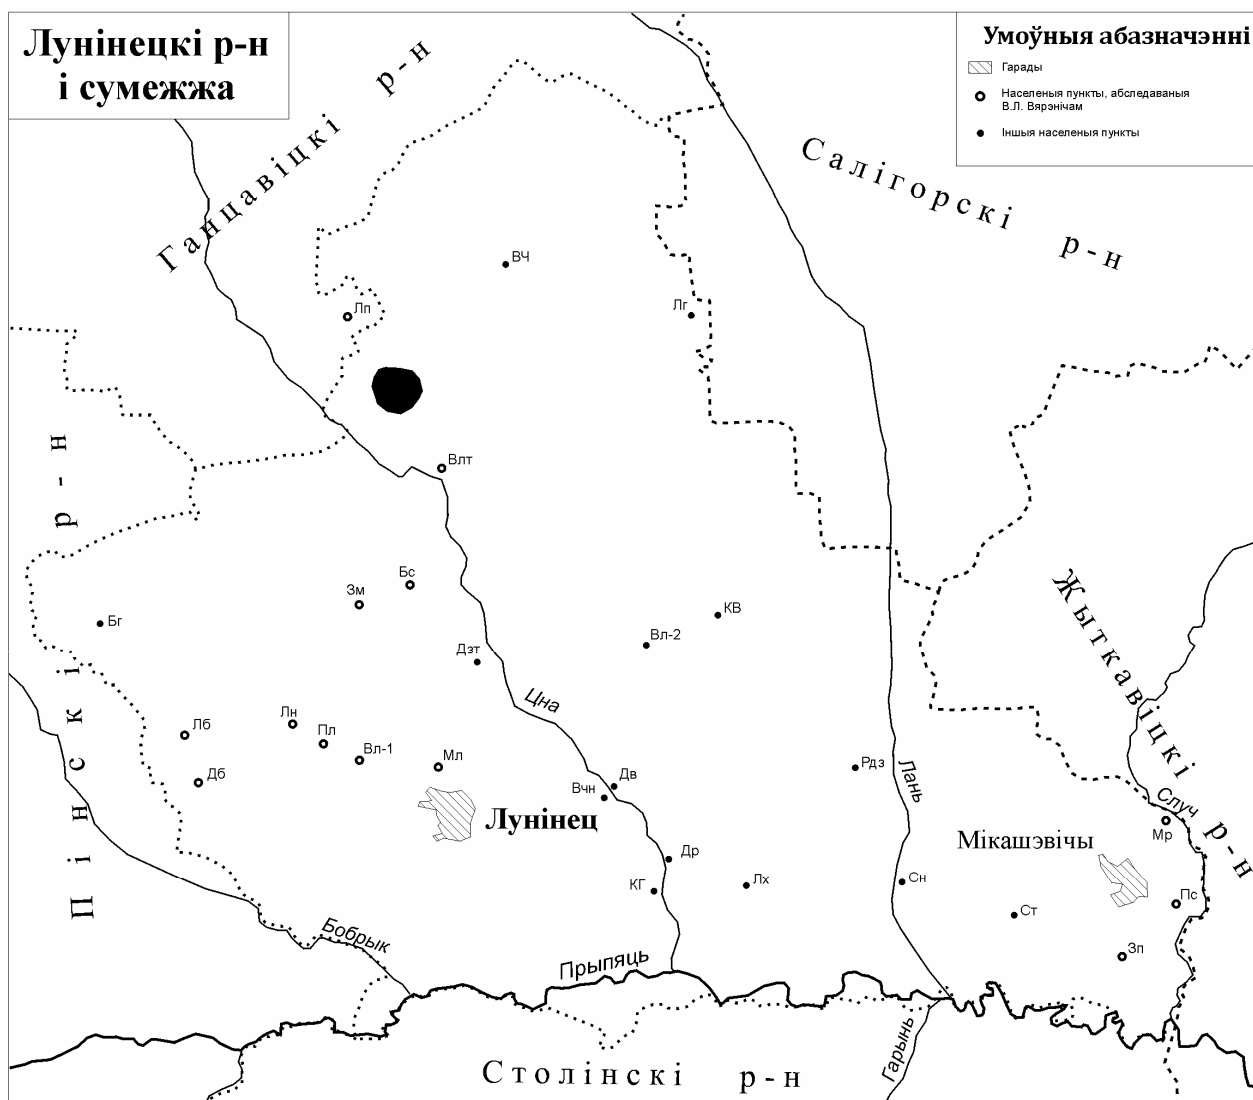 Лунінецкі р-н
і сумежжа
Умоўныя абазначэнні
Гарады
Населеныя пункты, абследаваныя
В.Л. Вярэнічам
Іншыя населеныя пункты
Ганцавіцкі р-н
Салігорскі р-н
ВЧ
Лп
Лг
Влт
Пінскі р-н
Бс
Зм
Бг
КВ
Вл-2
Дзт
Жыткавіцкі р-н
Цна
Лб
Лн
Пл
Вл-1
Мл
Дб
Дв
Вчн
Рдз
Лань
Случ
Лунінец
Мікашэвічы
Мр
Др
КГ
Лх
Сн
Ст
Пс
Зп
Бобрык
Прыпяць
Гарынь
Столінскі р-н